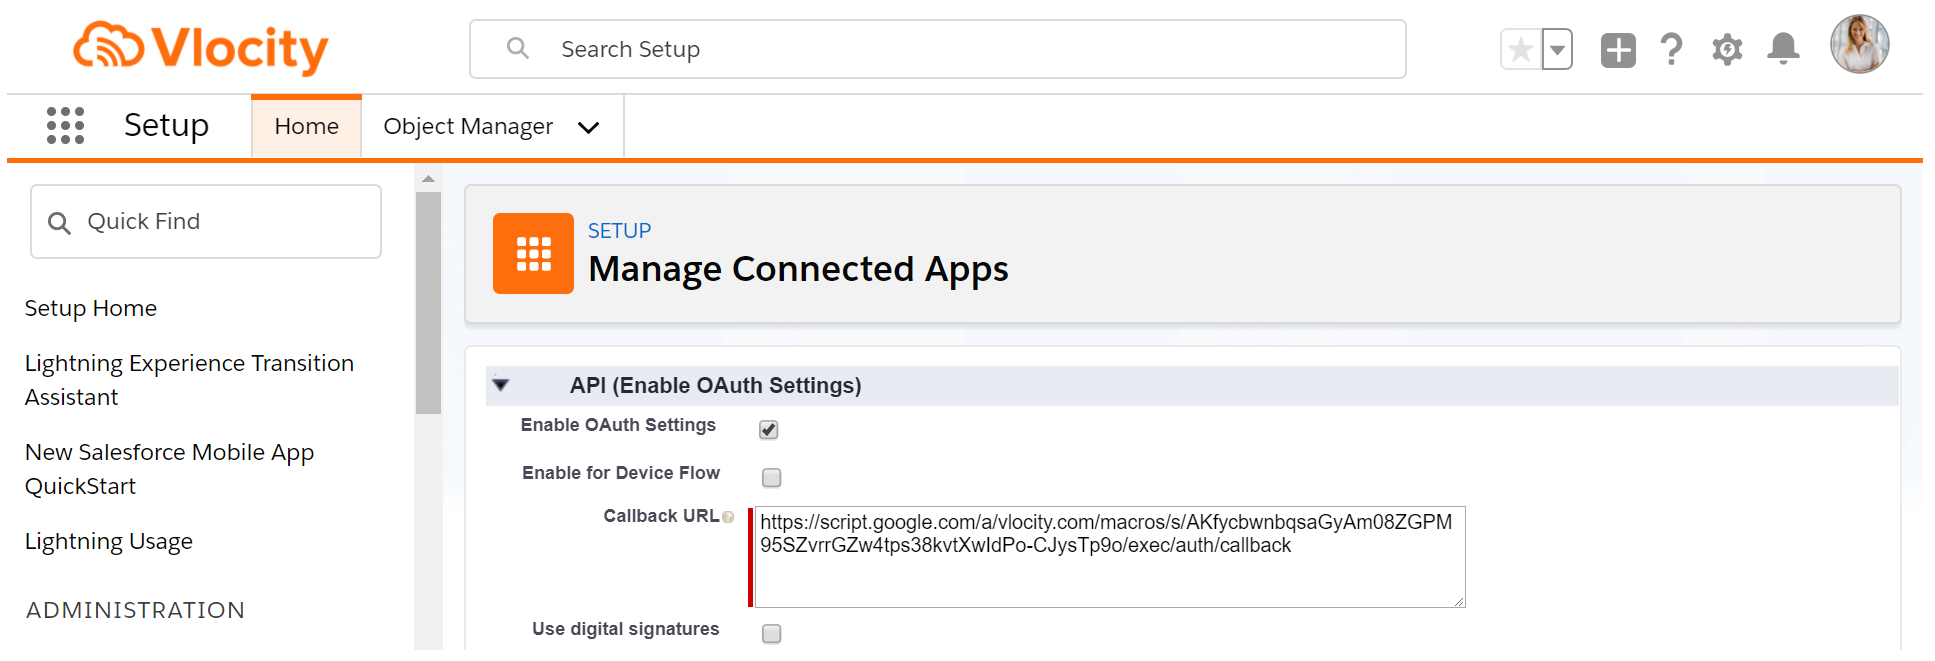 Vlocity
Search Setup
Setup
Home
Object Manager
Quick Find
Setup Home
Lightning Experience Transition
Assistant
New Salesforce Mobile App
QuickStart
Lightning Usage
ADMINISTRATION
SETUP
Manage Connected Apps
API (Enable OAuth Settings)
Enable OAuth Settings
Enable for Device Flow
Callback URL
https://script.google.com/a/vlocity.com/macros/s/AKfycbwnbqsaGyAm08ZGPM
95SZvrrGZw4tps38kvtXwIdPo-CJysTp9o/exec/auth/callback
Use digital signatures